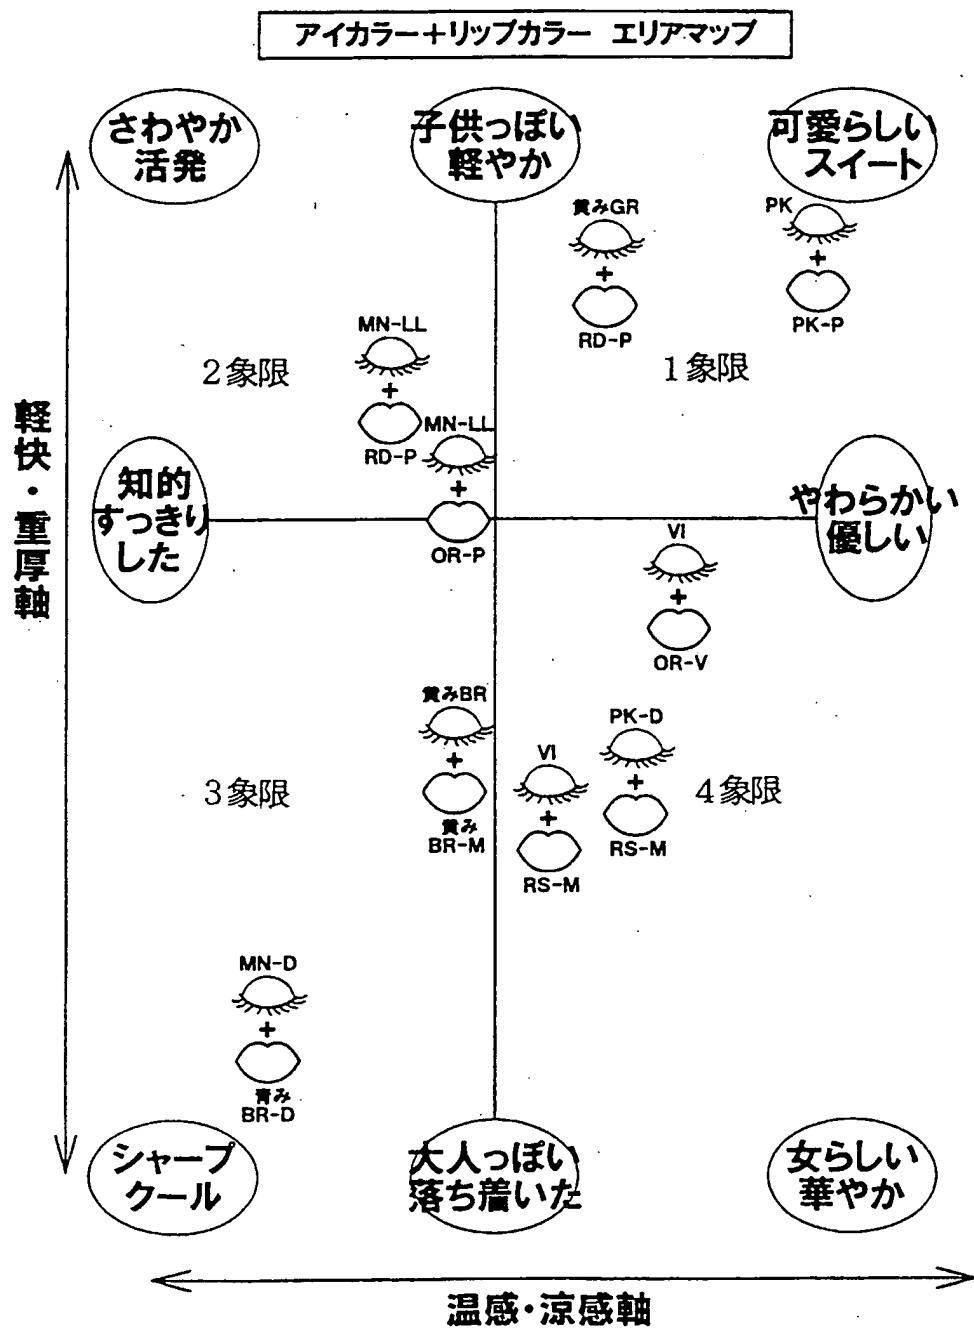 アイカラー+リップカラー エリアマップ
さわやか
活発
子供っぽい
軽やか
可愛らしい
スイート
黄みGR
+
RD-P
PK
+
PK-P
MN-LL
+
RD-P
2象限
1象限
MN-LL
+
OR-P
軽快・重厚軸
知的
すっきり
した
やわらかい
優しい
VI
+
OR-V
黄みBR
+
黄み
BR-M
VI
+
RS-M
PK-D
+
RS-M
3象限
4象限
MN-D
+
青み
BR-D
シャープ
クール
大人っぽい
落ち着いた
女らしい
華やか
温感・涼感軸